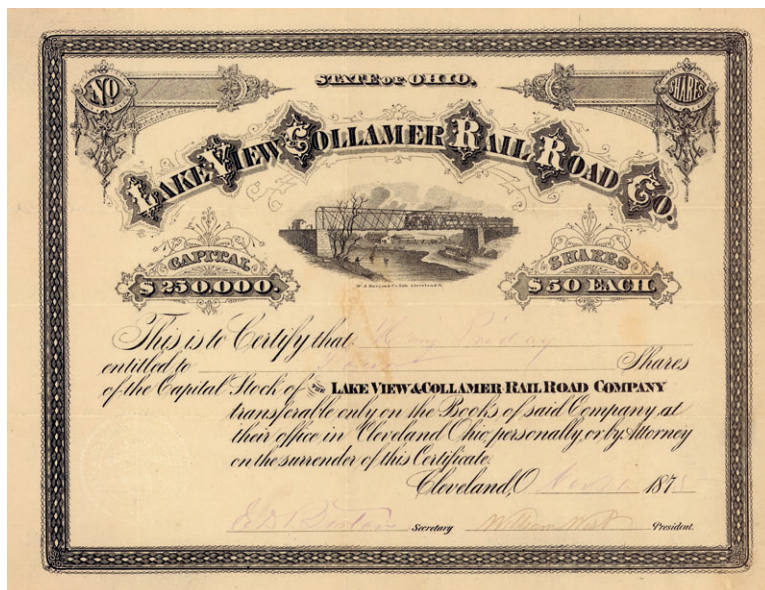 STATE OF OHIO.
NO
SHARES
LAKE VIEW COLLAMER RAIL ROAD CO.
CAPITAL
$250,000.
SHARES
$50 EACH.
This is to Certify that
entitled to Shares
of the Capital Stock of THE LAKE VIEW & COLLAMER RAIL ROAD COMPANY
transferable only on the Books of said Company, at
their office in Cleveland Ohio, personally, or by Attorney
on the surrender of this Certificate.
Cleveland, O 187
Secretary William West President.